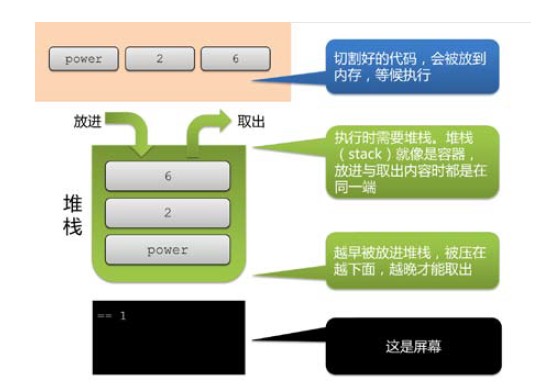 power 2 6
切割好的代码，会被放到
内存，等候执行
放进 取出
执行时需要堆栈。堆栈
（stack）就像是容器，
放进与取出内容时都是在
同一端
堆栈
6
2
power
越早被放进堆栈，被压在
越下面，越晚才能取出
== 1
这是屏幕